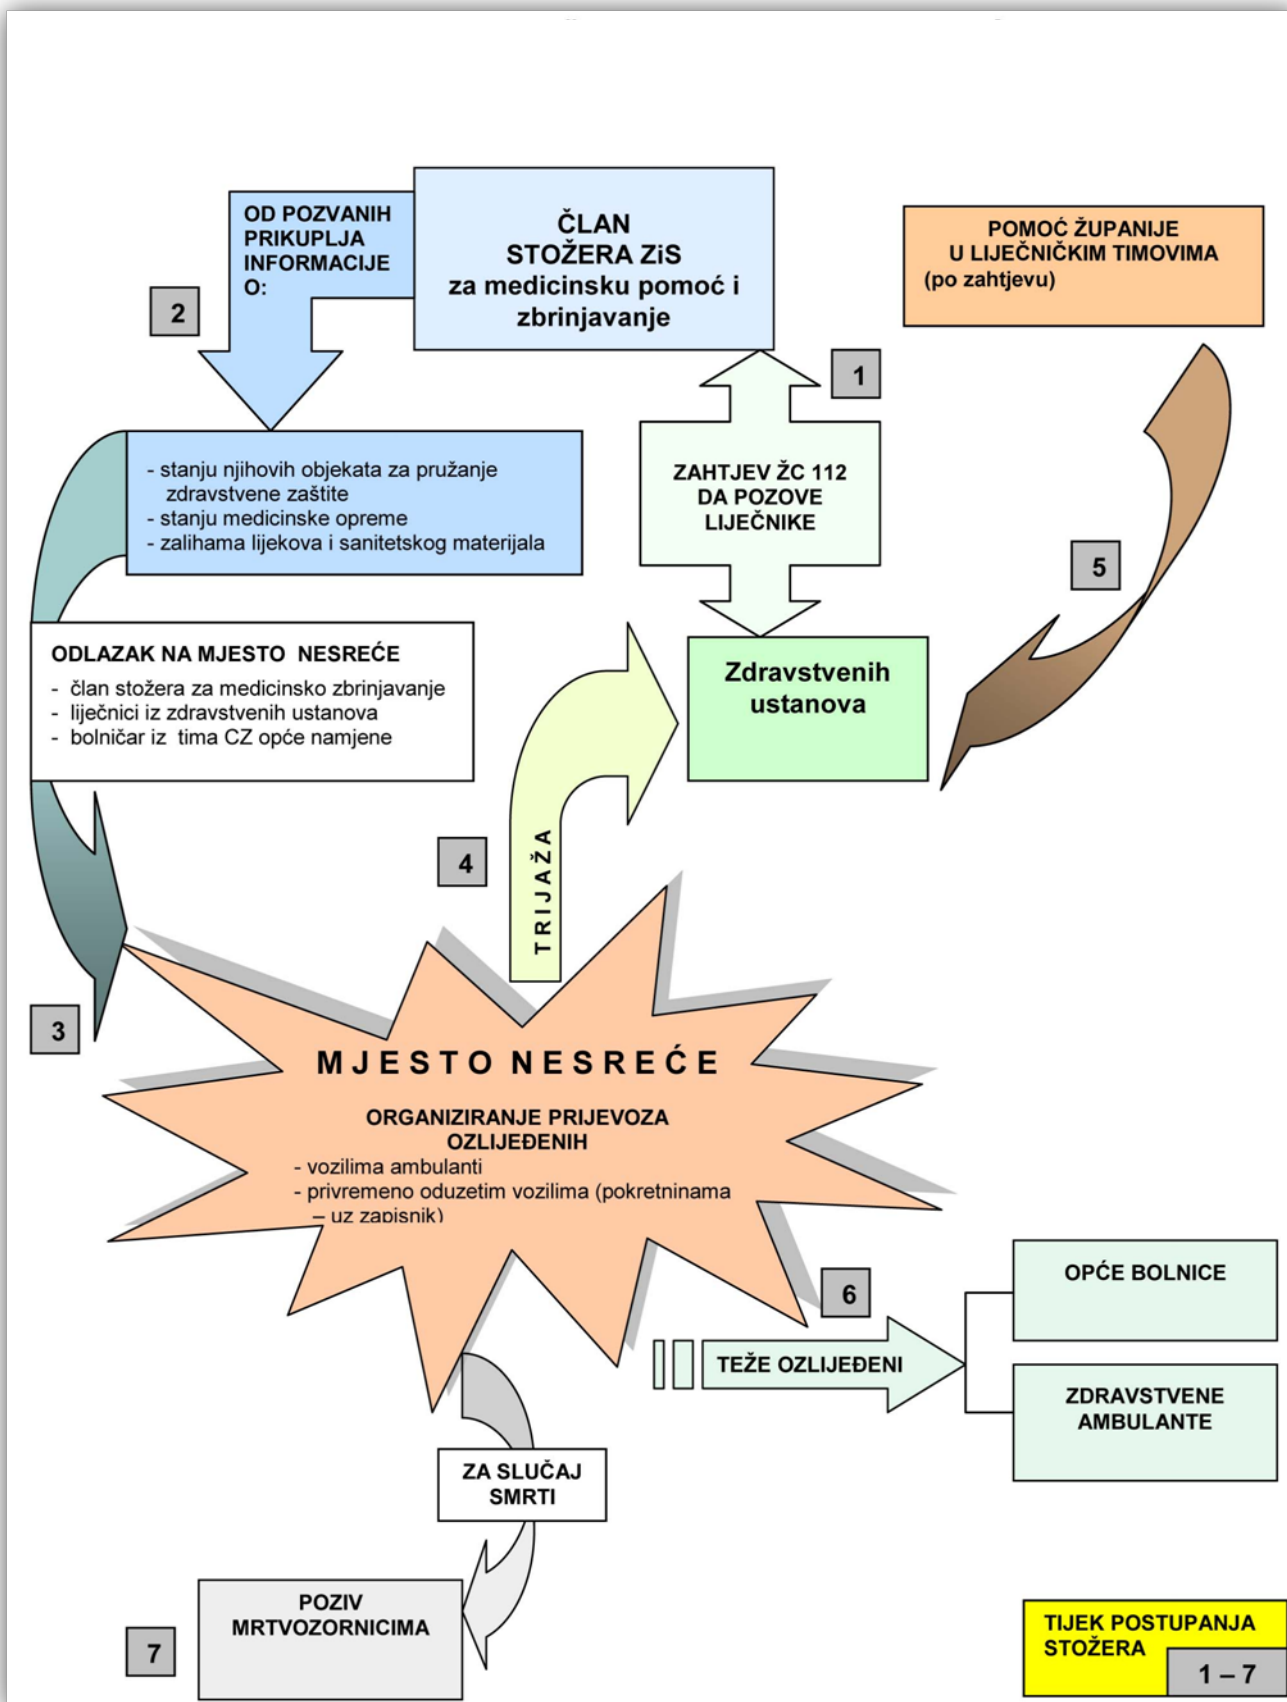 OD POZVANIH
PRIKUPLJA
INFORMACIJE
O:
2
ČLAN
STOŽERA ZiS
za medicinsku pomoć i
zbrinjavanje
POMOĆ ŽUPANIJE
U LIJEČNIČKIM TIMOVIMA
(po zahtjevu)
1
- stanju njihovih objekata za pružanje
zdravstvene zaštite
- stanju medicinske opreme
- zalihama lijekova i sanitetskog materijala
ZAHTJEV ŽC 112
DA POZOVE
LIJEČNIKE
5
ODLAZAK NA MJESTO NESREĆE
- član stožera za medicinsko zbrinjavanje
- liječnici iz zdravstvenih ustanova
- bolničar iz tima CZ opće namjene
Zdravstvenih
ustanova
4
TRIJAŽA
3
MJESTO NESREĆE
ORGANIZIRANJE PRIJEVOZA
OZLIJEĐENIH
- vozilima ambulanti
- privremeno oduzetim vozilima (pokretninama
– uz zapisnik)
6
TEŽE OZLIJEĐENI
OPĆE BOLNICE
ZDRAVSTVENE
AMBULANTE
ZA SLUČAJ
SMRTI
POZIV
MRTVOZORNICIMA
7
TIJEK POSTUPANJA
STOŽERA
1 – 7